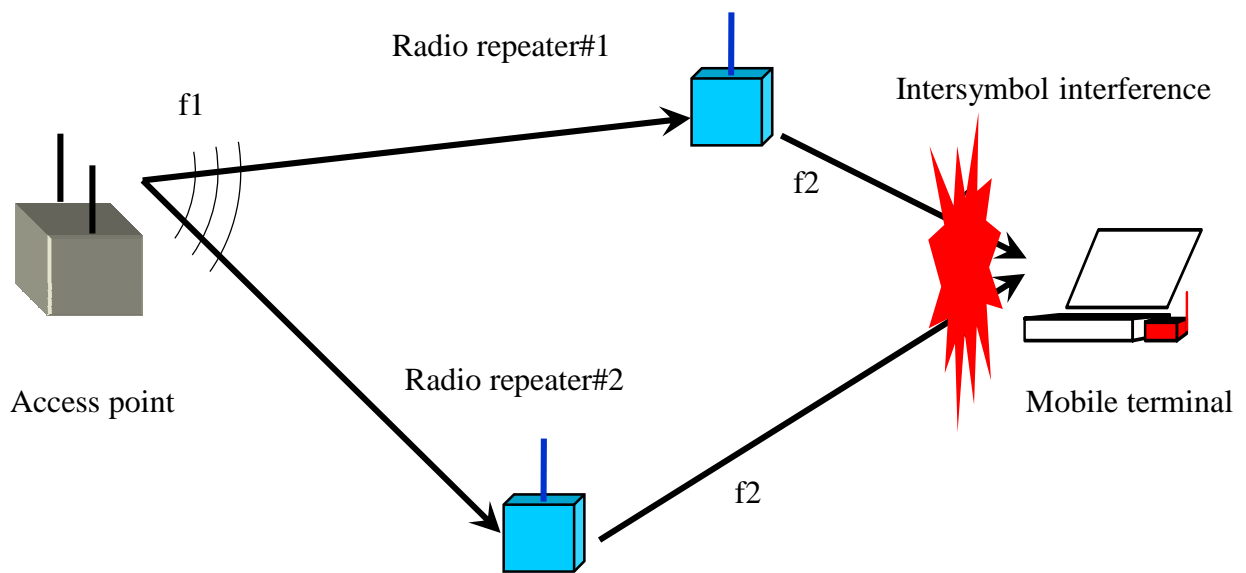 Radio repeater#1
Intersymbol interference
f1
f2
Radio repeater#2
Access point
Mobile terminal
f2